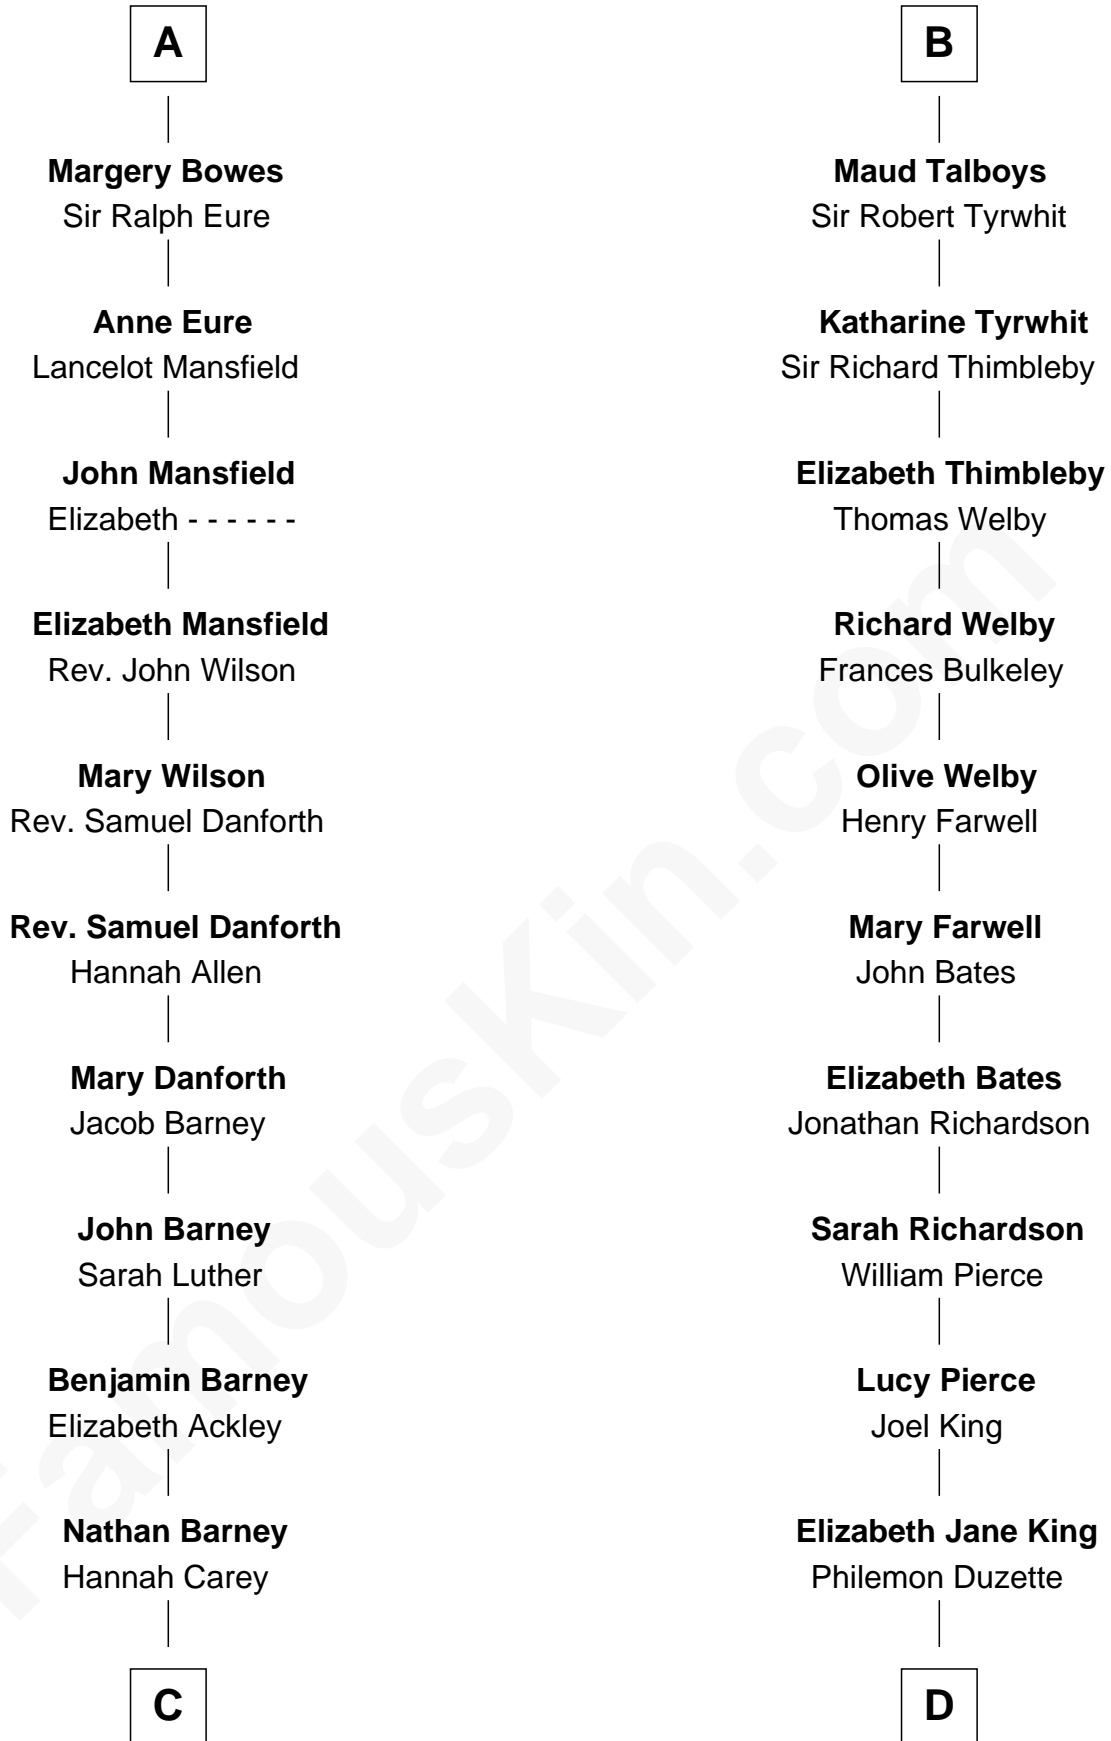 A
Margery Bowes
Sir Ralph Eure
Anne Eure
Lancelot Mansfield
John Mansfield
Elizabeth - - - - - -
Elizabeth Mansfield
Rev. John Wilson
Mary Wilson
Rev. Samuel Danforth
Rev. Samuel Danforth
Hannah Allen
Mary Danforth
Jacob Barney
John Barney
Sarah Luther
Benjamin Barney
Elizabeth Ackley
Nathan Barney
Hannah Carey
C
B
Maud Talboys
Sir Robert Tyrwhit
Katharine Tyrwhit
Sir Richard Thimbleby
Elizabeth Thimbleby
Thomas Welby
Richard Welby
Frances Bulkeley
Olive Welby
Henry Farwell
Mary Farwell
John Bates
Elizabeth Bates
Jonathan Richardson
Sarah Richardson
William Pierce
Lucy Pierce
Joel King
Elizabeth Jane King
Philemon Duzette
D
FamousKin.com